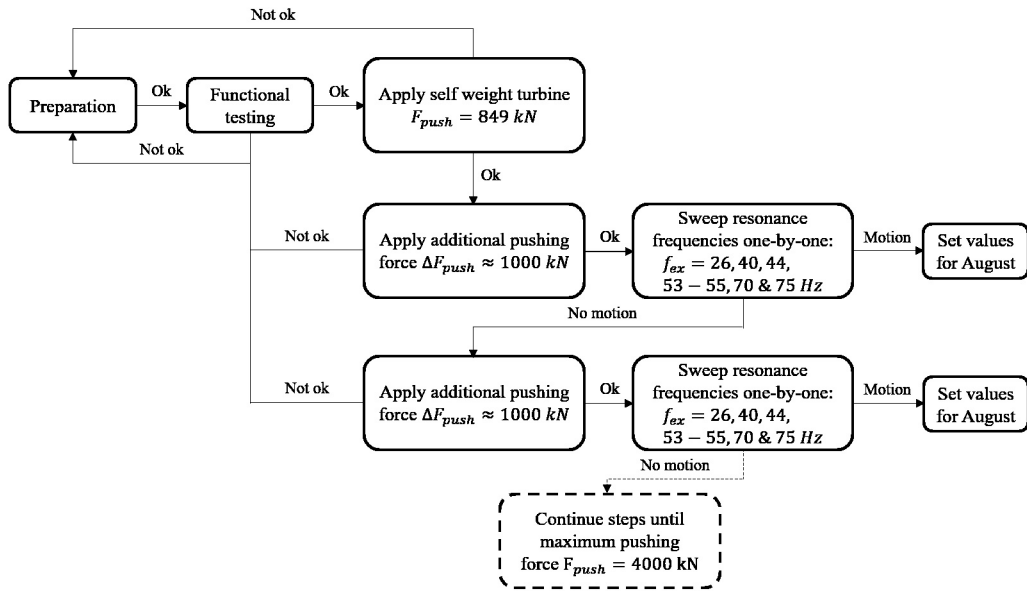 Not ok
Preparation
Ok
Functional
testing
Ok
Apply self weight turbine
F_push = 849 kN
Not ok
Ok
Not ok
Apply additional pushing
force ΔF_push ≈ 1000 kN
Ok
Sweep resonance
frequencies one-by-one:
f_ex = 26, 40, 44,
53 − 55, 70 & 75 Hz
Motion
Set values
for August
No motion
Not ok
Apply additional pushing
force ΔF_push ≈ 1000 kN
Ok
Sweep resonance
frequencies one-by-one:
f_ex = 26, 40, 44,
53 − 55, 70 & 75 Hz
Motion
Set values
for August
No motion
Continue steps until
maximum pushing
force F_push = 4000 kN